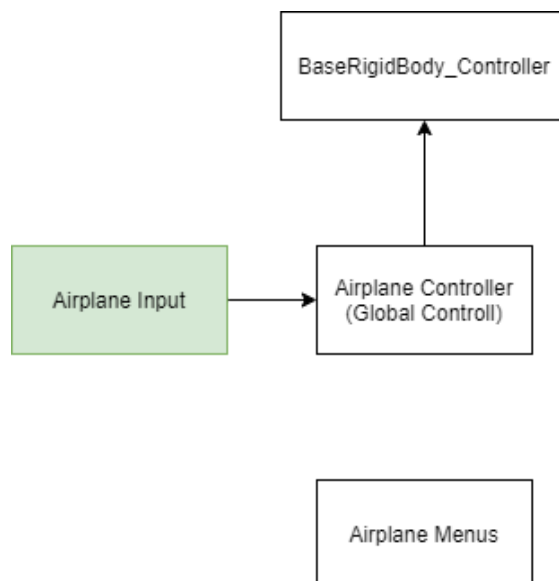 BaseRigidBody_Controller
Airplane Input
Airplane Controller
(Global Controll)
Airplane Menus